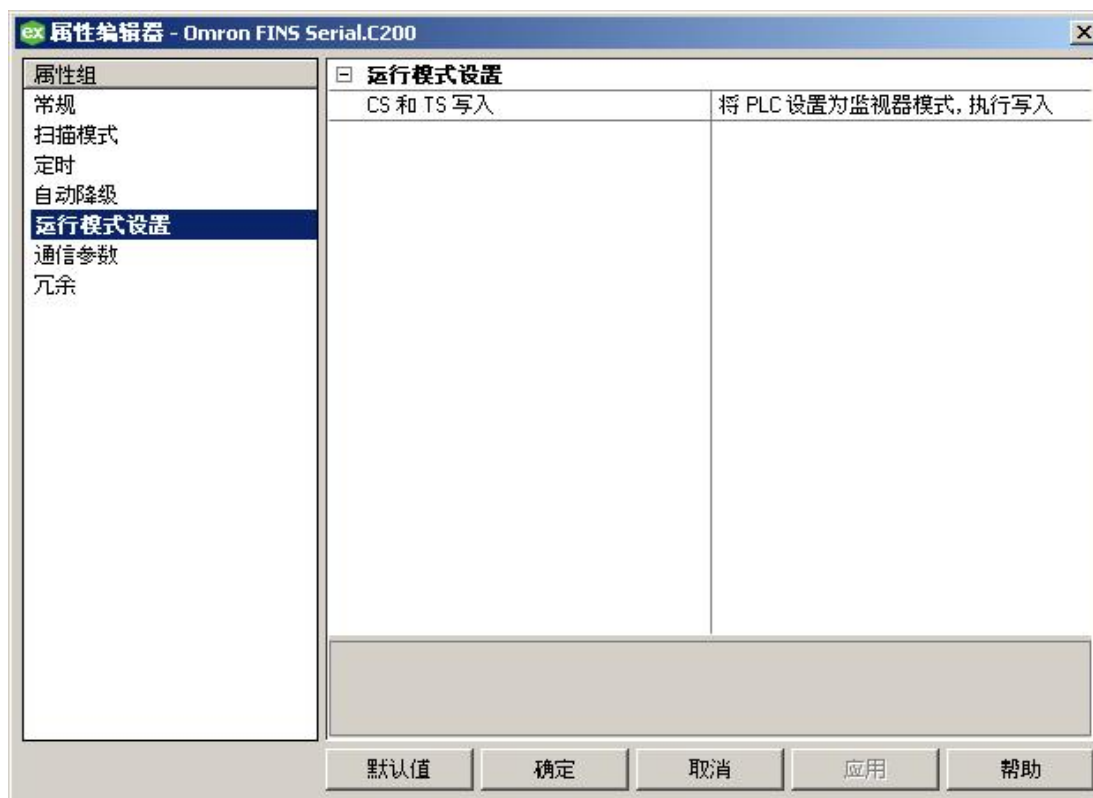 ex 属性编辑器 - Omron FINS Serial.C200
属性组
常规
扫描模式
定时
自动降级
运行模式设置
通信参数
冗余
运行模式设置
CS 和 TS 写入 将 PLC 设置为监视器模式, 执行写入
默认值 确定 取消 应用 帮助